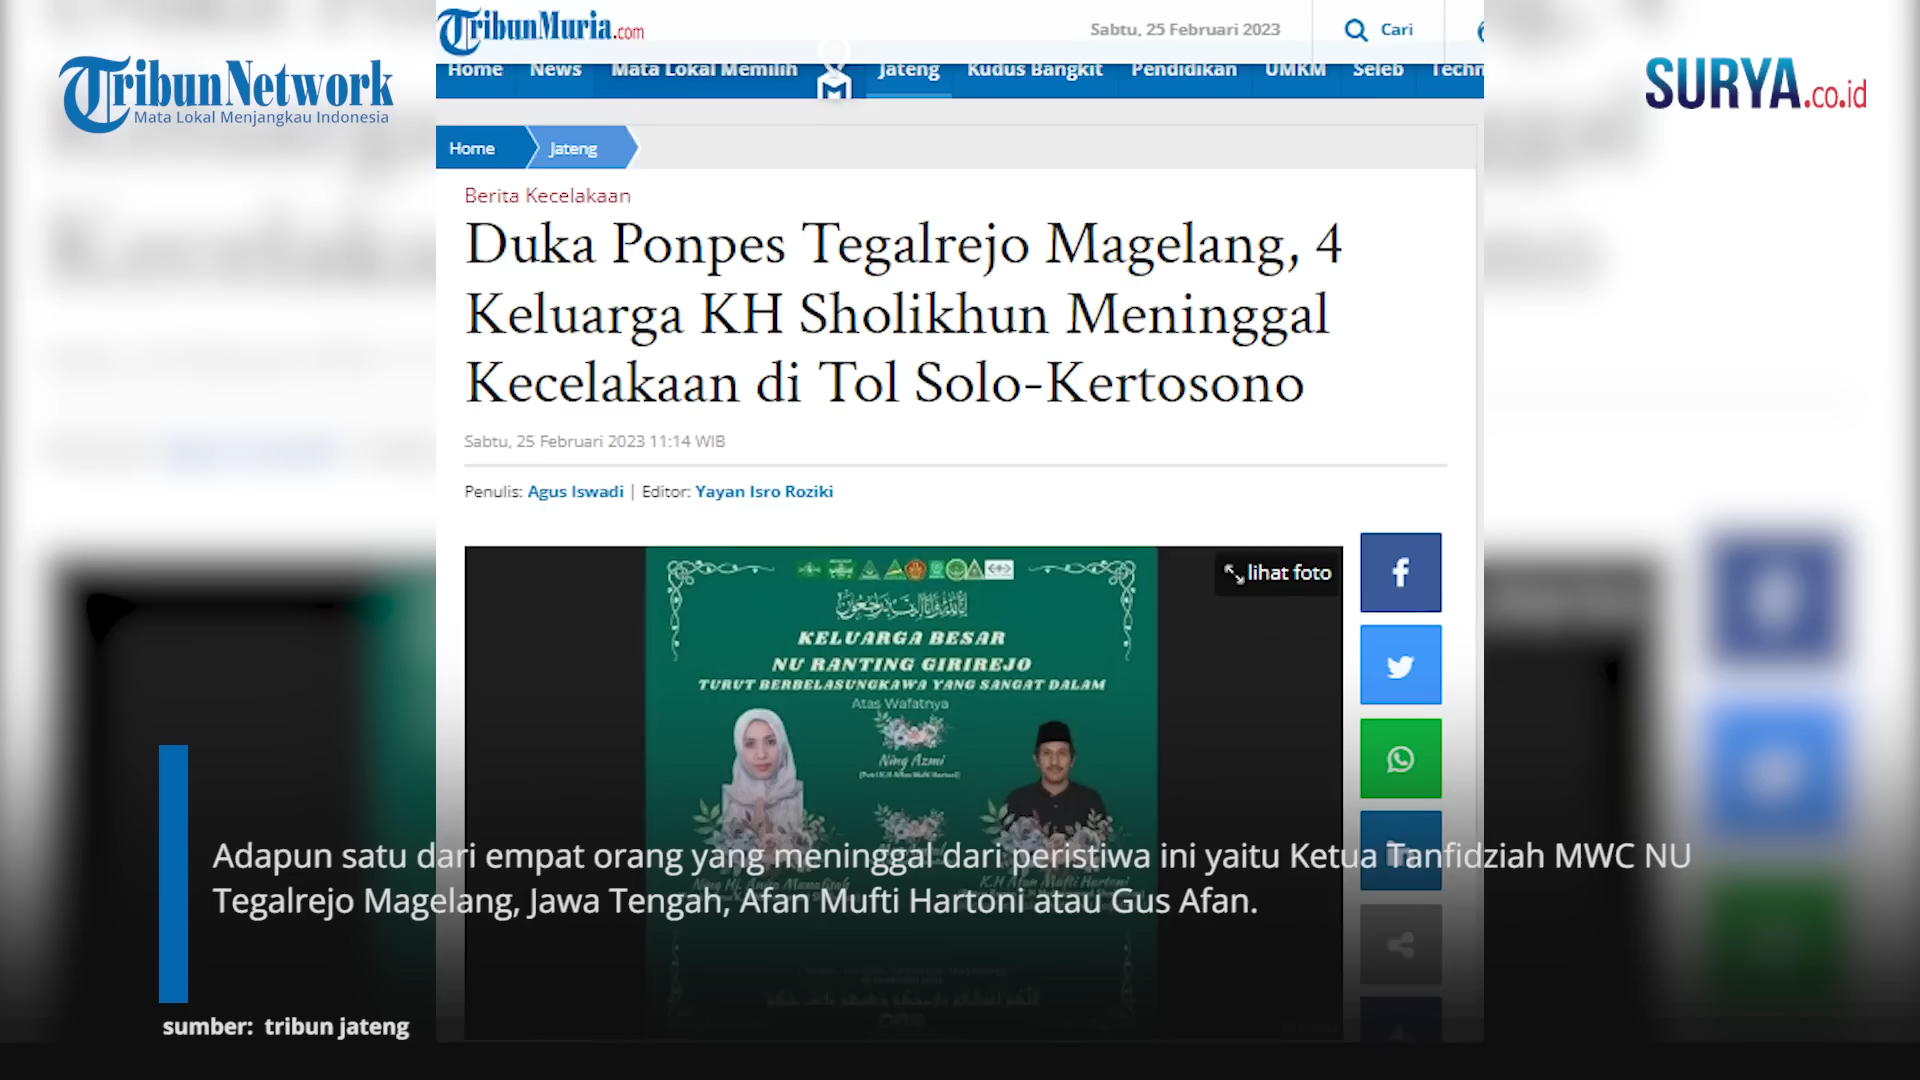 TribunNetwork
Mata Lokal Menjangkau Indonesia
TribunMuria.com
Sabtu, 25 Februari 2023
Cari
SURYA.co.id
Home News Mata Lokal Memilih Jateng Kudus Bangkit Pendidikan UMKM Seleb
Home Jateng
Berita Kecelakaan
Duka Ponpes Tegalrejo Magelang, 4
Keluarga KH Sholikhun Meninggal
Kecelakaan di Tol Solo-Kertosono
Sabtu, 25 Februari 2023 11:14 WIB
Penulis: Agus Iswadi | Editor: Yayan Isro Roziki
lihat foto
KELUARGA BESAR
NU RANTING GIRIREJO
TURUT BERBELASUNGKAWA YANG SANGAT DALAM
Atas Wafatnya
Ning Azmi
Adapun satu dari empat orang yang meninggal dari peristiwa ini yaitu Ketua Tanfidziah MWC NU
Tegalrejo Magelang, Jawa Tengah, Afan Mufti Hartoni atau Gus Afan.
K.H Afan Mufti Hartoni
sumber: tribun jateng